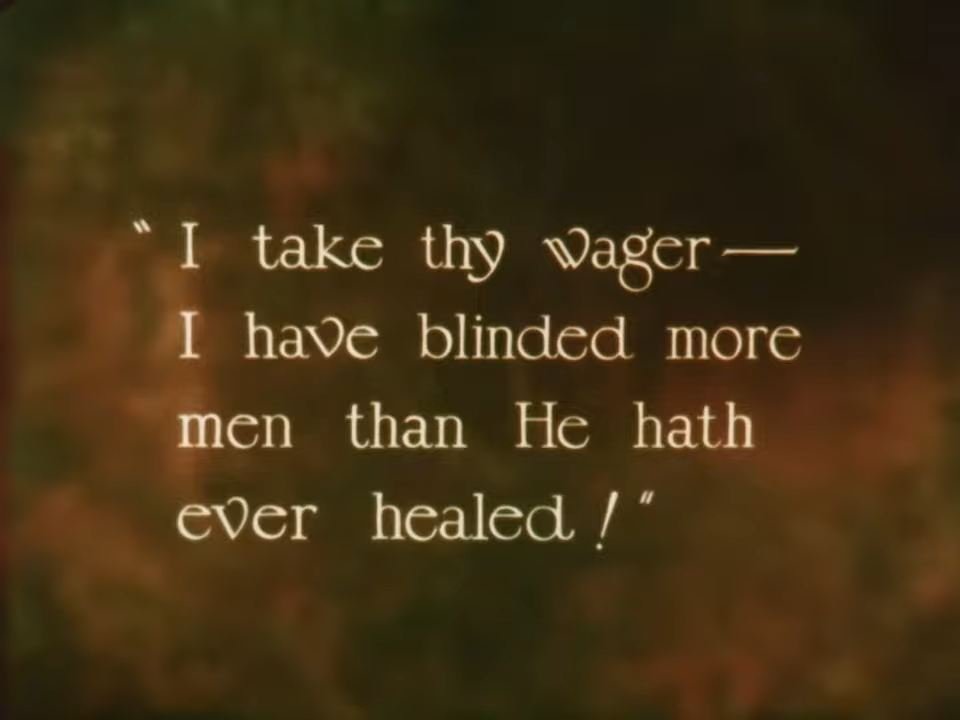 "I take thy wager—
I have blinded more
men than He hath
ever healed!"